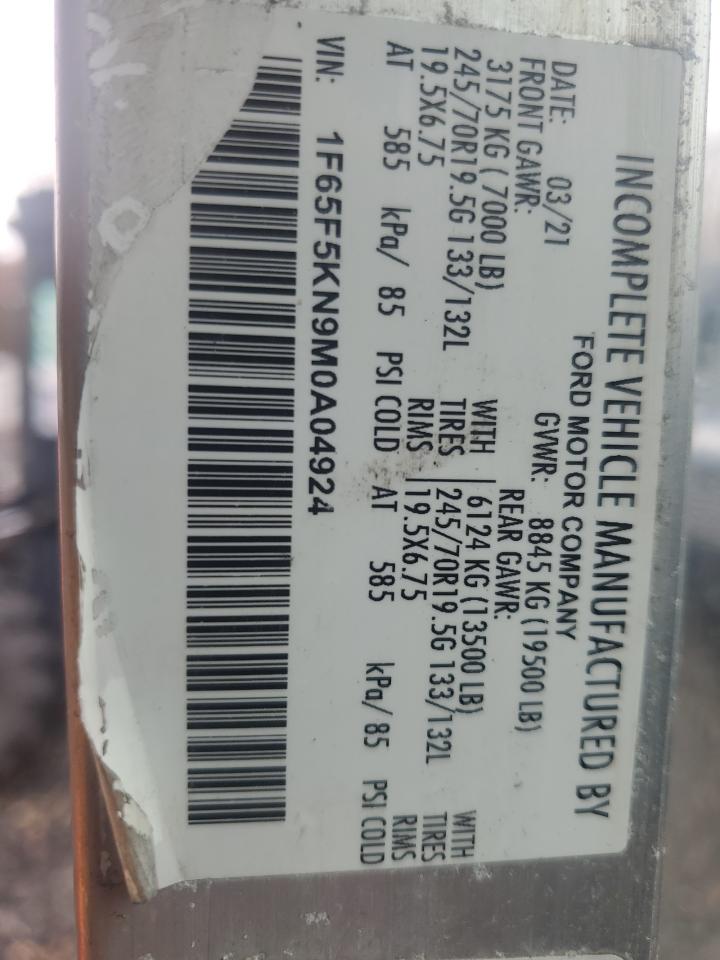 INCOMPLETE VEHICLE MANUFACTURED BY
FORD MOTOR COMPANY
DATE: 03/21 GVWR: 8845 KG (19500 LB)
FRONT GAWR: REAR GAWR:
3175 KG ( 7000 LB) WITH 6124 KG (13500 LB) WITH
245/70R19.5G 133/132L TIRES 245/70R19.5G 133/132L TIRES
19.5X6.75 RIMS 19.5X6.75 RIMS
AT 585 kPa/ 85 PSI COLD AT 585 kPa/ 85 PSI COLD
VIN: 1F65F5KN9M0A04924